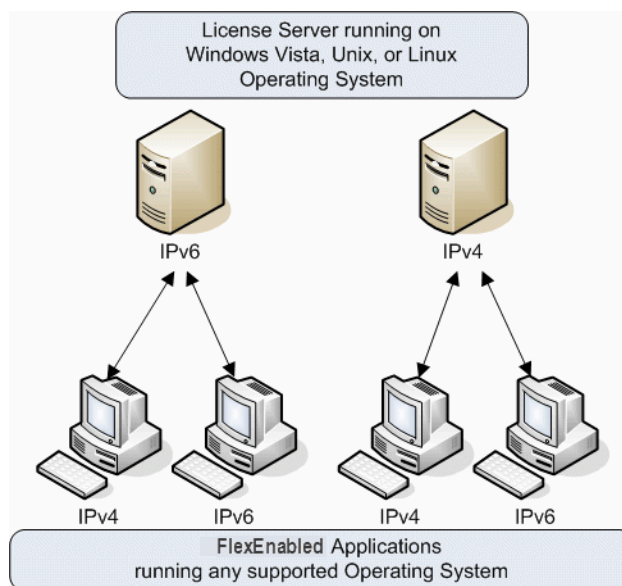 License Server running on
Windows Vista, Unix, or Linux
Operating System
IPv6 IPv4
IPv4 IPv6 IPv4 IPv6
FlexEnabled Applications
running any supported Operating System